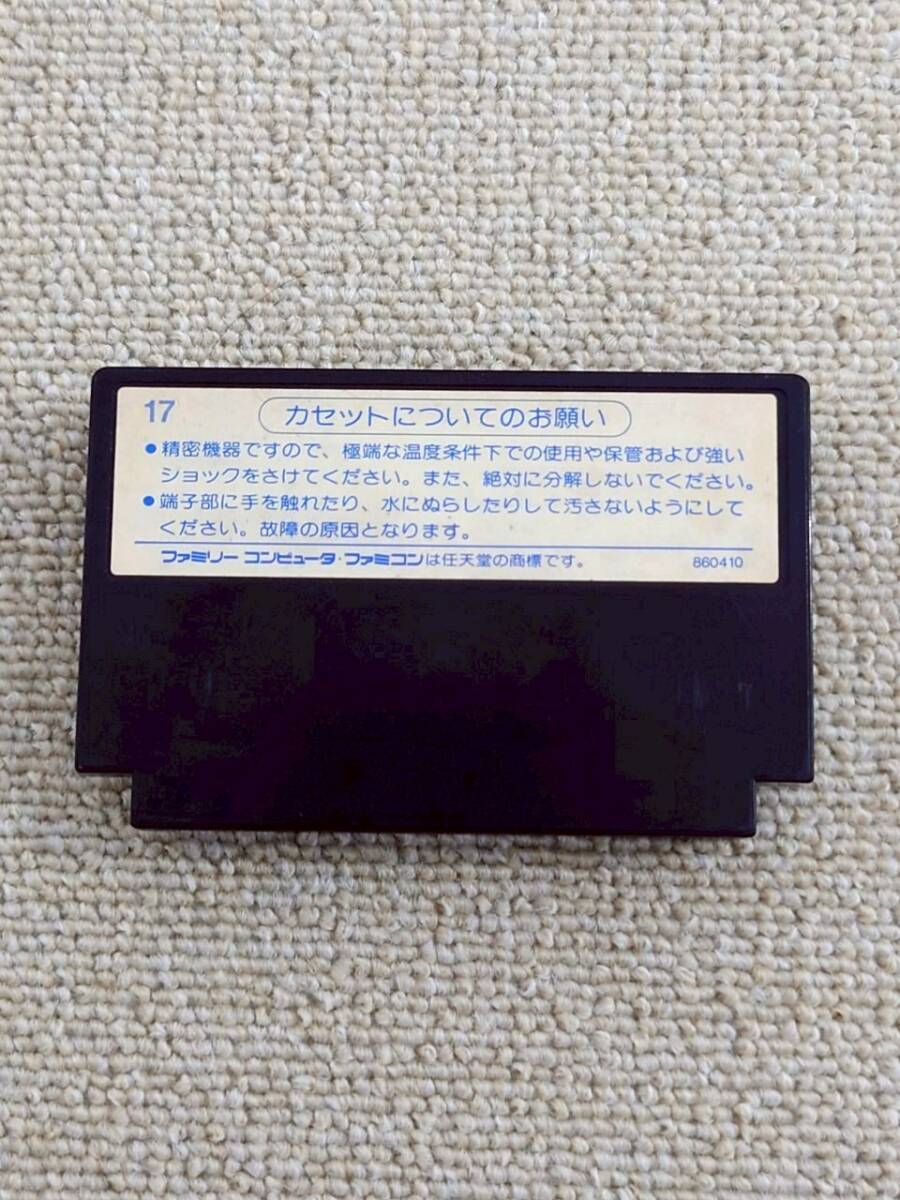 17
カセットについてのお願い
●精密機器ですので、極端な温度条件下での使用や保管および強い
ショックをさけてください。また、絶対に分解しないでください。
●端子部に手を触れたり、水にぬらしたりして汚さないようにして
ください。故障の原因となります。
ファミリーコンピュータ・ファミコンは任天堂の商標です。 860410